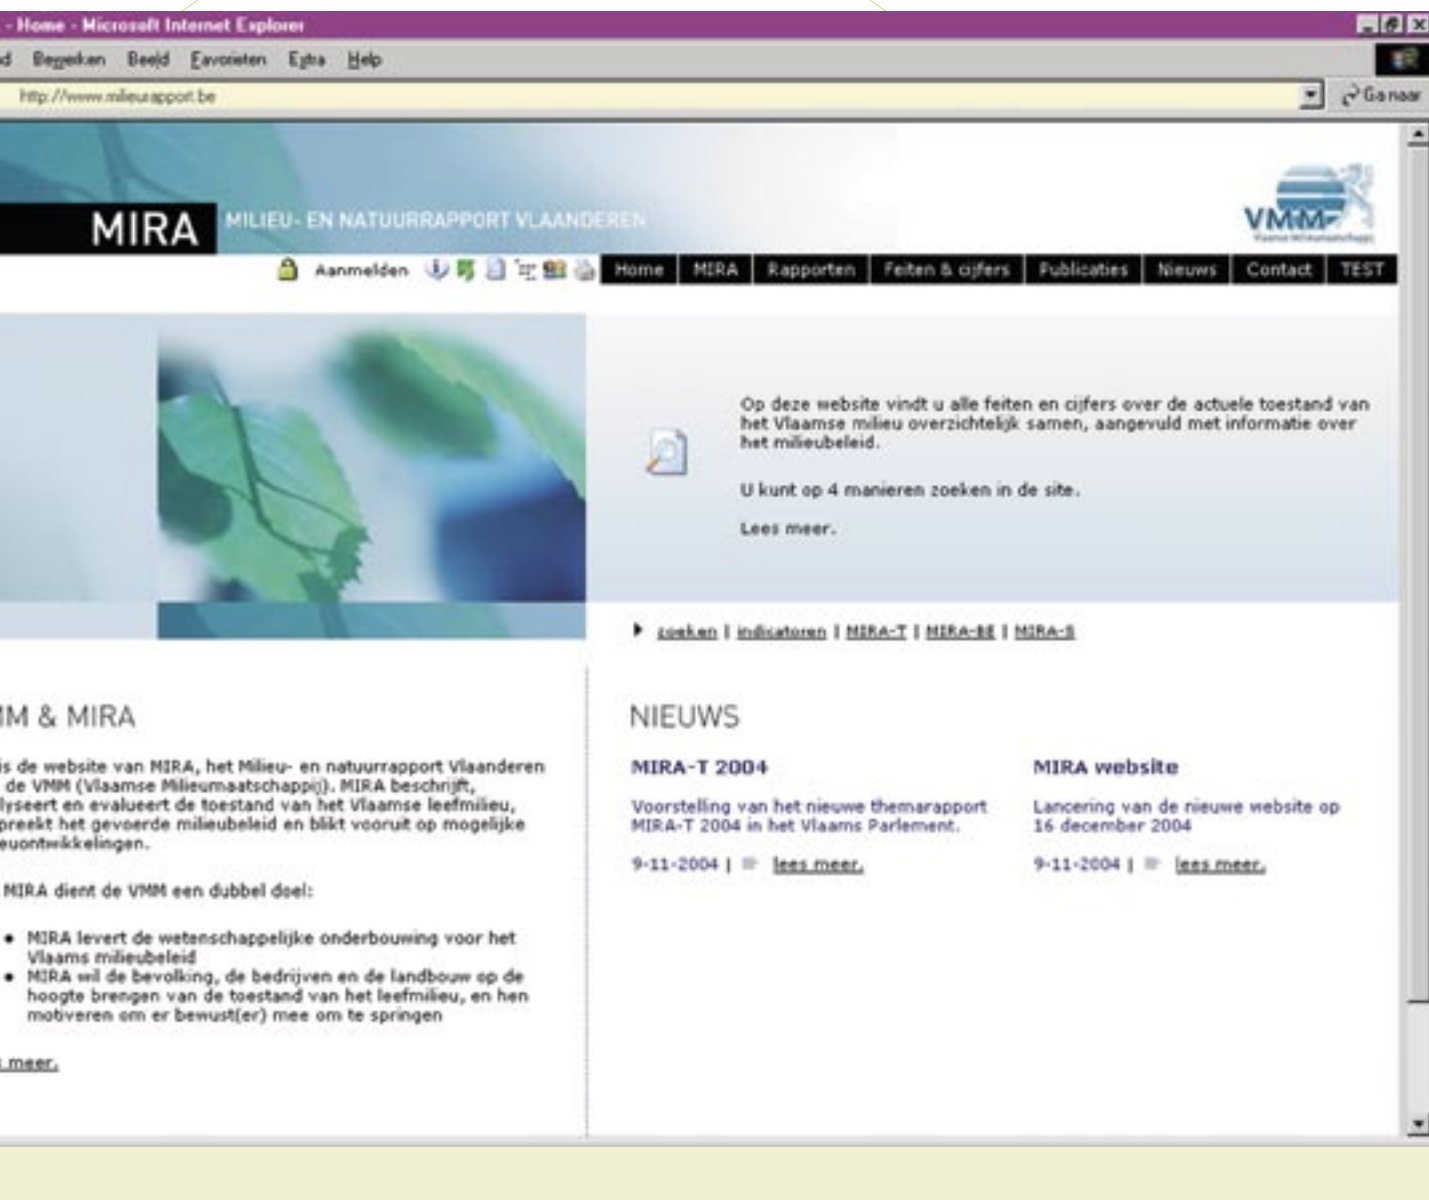 - Home - Microsoft Internet Explorer
Bewerken Beeld Favorieten Extra Help
http://www.milieurapport.be
Ga naar
MIRA MILIEU- EN NATUURRAPPORT VLAANDEREN
VMM
Aanmelden Home MIRA Rapporten Feiten & cijfers Publicaties Nieuws Contact TEST
Op deze website vindt u alle feiten en cijfers over de actuele toestand van
het Vlaamse milieu overzichtelijk samen, aangevuld met informatie over
het milieubeleid.
U kunt op 4 manieren zoeken in de site.
Lees meer.
zoeken | indicatoren | MIRA-T | MIRA-BE | MIRA-S
MM & MIRA
is de website van MIRA, het Milieu- en natuurrapport Vlaanderen
de VMM (Vlaamse Milieumaatschappij). MIRA beschrijft,
lyseert en evalueert de toestand van het Vlaamse leefmilieu,
preekt het gevoerde milieubeleid en blikt vooruit op mogelijke
euontwikkelingen.
MIRA dient de VMM een dubbel doel:
• MIRA levert de wetenschappelijke onderbouwing voor het
Vlaams milieubeleid
• MIRA wil de bevolking, de bedrijven en de landbouw op de
hoogte brengen van de toestand van het leefmilieu, en hen
motiveren om er bewust(er) mee om te springen
meer.
NIEUWS
MIRA-T 2004
Voorstelling van het nieuwe themarapport
MIRA-T 2004 in het Vlaams Parlement.
9-11-2004 | lees meer.
MIRA website
Lancering van de nieuwe website op
16 december 2004
9-11-2004 | lees meer.